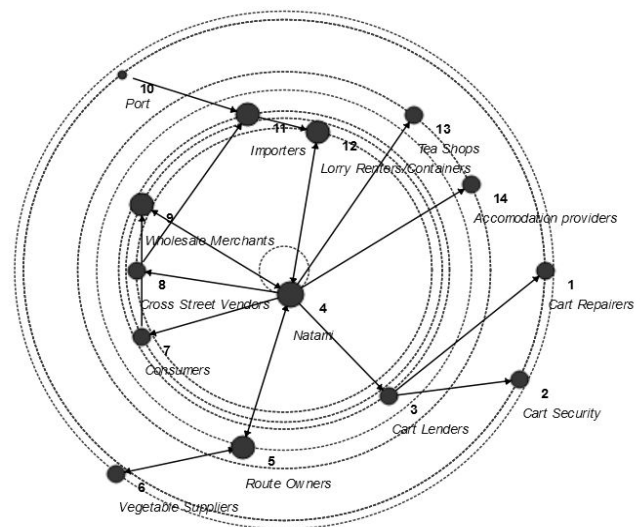 10
Port
11
Importers
12
Lorry Renters/Containers
13
Tea Shops
14
Accomodation providers
9
Wholesale Merchants
8
Cross Street Vendors
7
Consumers
4
Natami
1
Cart Repairers
2
Cart Security
3
Cart Lenders
5
Route Owners
6
Vegetable Suppliers